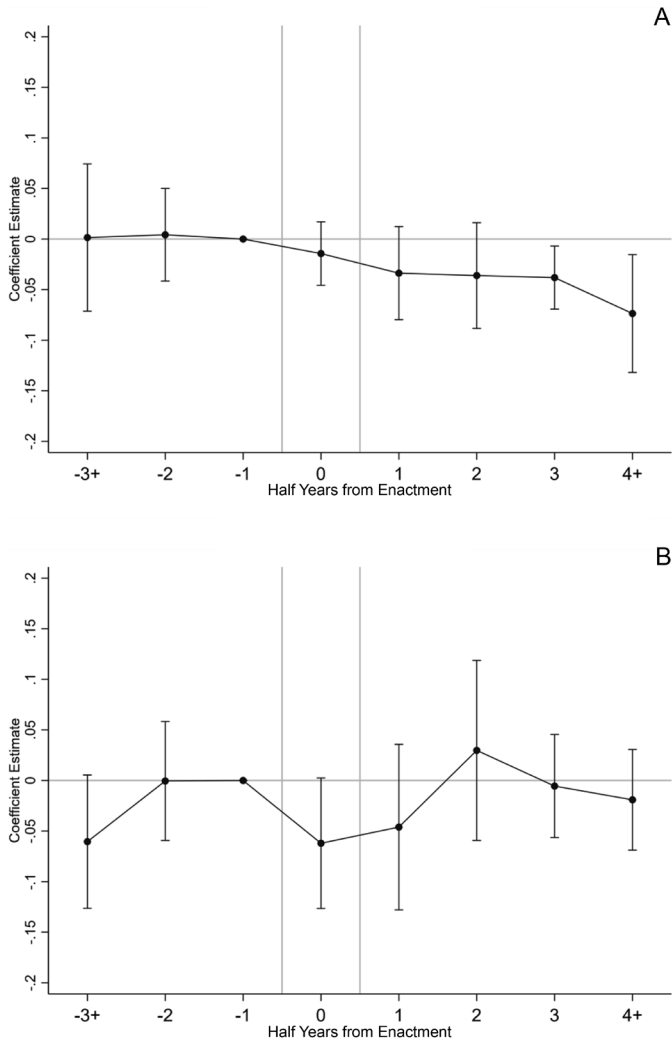 A
.2
.15
.1
.05
0
-.05
-.1
-.15
-.2
Coefficient Estimate
-3+ -2 -1 0 1 2 3 4+
Half Years from Enactment
B
.2
.15
.1
.05
0
-.05
-.1
-.15
-.2
Coefficient Estimate
-3+ -2 -1 0 1 2 3 4+
Half Years from Enactment